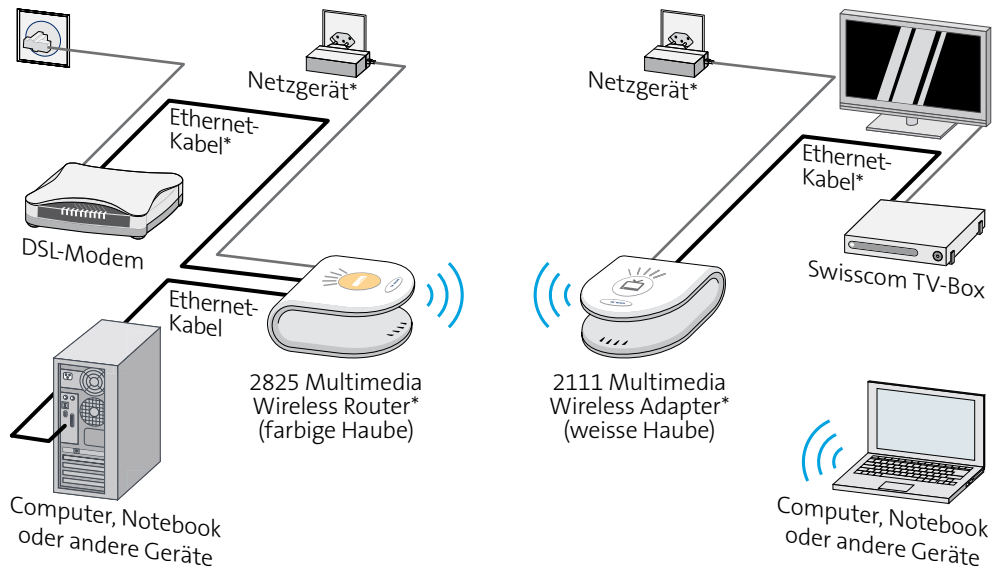 Netzgerät*
Ethernet-
Kabel*
DSL-Modem
Ethernet-
Kabel
2825 Multimedia
Wireless Router*
(farbige Haube)
Computer, Notebook
oder andere Geräte
Netzgerät*
Ethernet-
Kabel*
Swisscom TV-Box
2111 Multimedia
Wireless Adapter*
(weisse Haube)
Computer, Notebook
oder andere Geräte